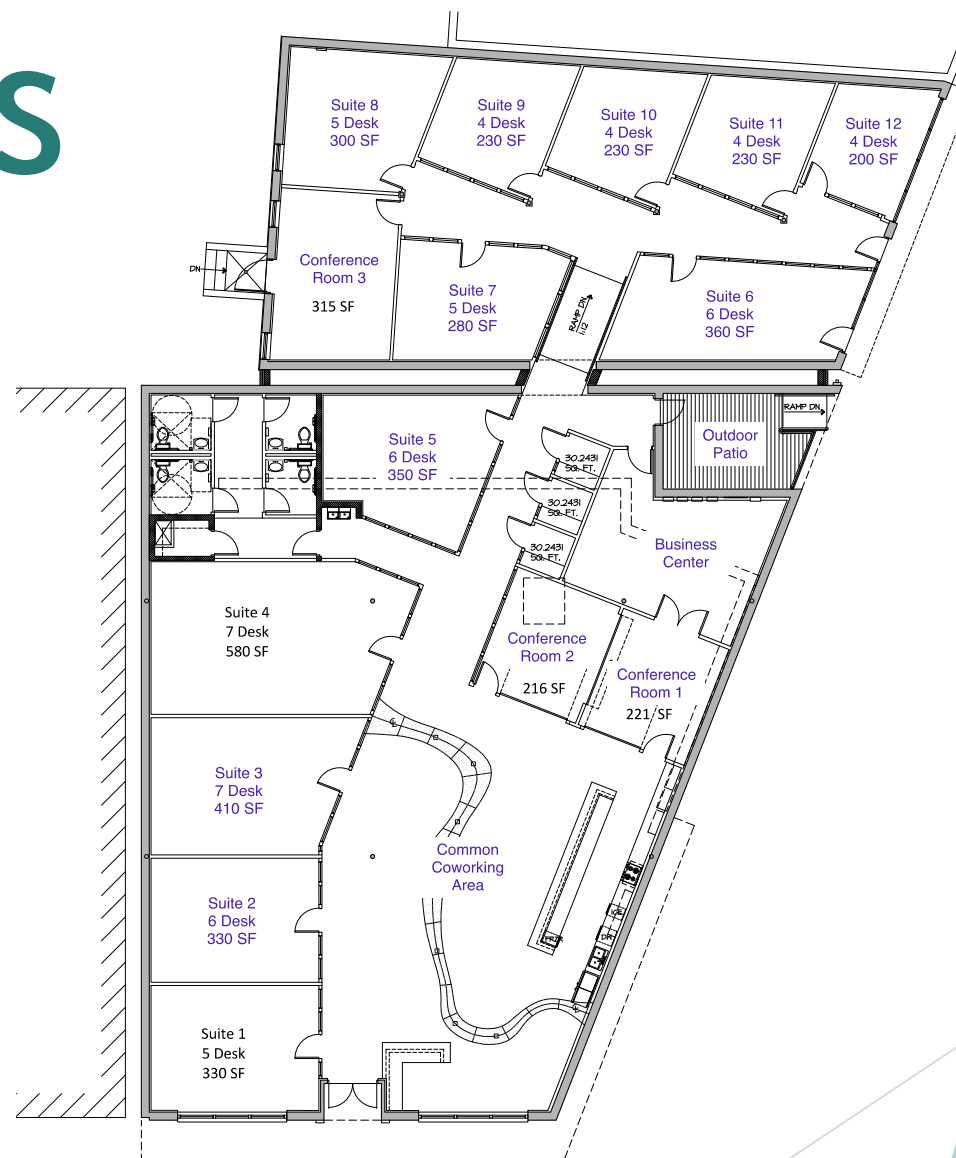 S
Suite 8
5 Desk
300 SF
Suite 9
4 Desk
230 SF
Suite 10
4 Desk
230 SF
Suite 11
4 Desk
230 SF
Suite 12
4 Desk
200 SF
DN
Conference
Room 3
315 SF
Suite 7
5 Desk
280 SF
RAMP DN
1:12
Suite 6
6 Desk
360 SF
Suite 5
6 Desk
350 SF
30.2431
SQ. FT.
30.2431
SQ. FT.
30.2431
SQ. FT.
Outdoor
Patio
RAMP DN
Business
Center
Suite 4
7 Desk
580 SF
Conference
Room 2
216 SF
Conference
Room 1
221 SF
Suite 3
7 Desk
410 SF
Common
Coworking
Area
Suite 2
6 Desk
330 SF
Suite 1
5 Desk
330 SF